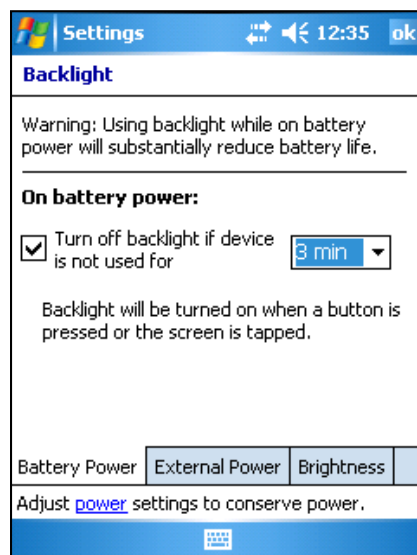 Settings 12:35 ok
Backlight
Warning: Using backlight while on battery
power will substantially reduce battery life.
On battery power:
Turn off backlight if device
is not used for
3 min
Backlight will be turned on when a button is
pressed or the screen is tapped.
Battery Power External Power Brightness
Adjust power settings to conserve power.